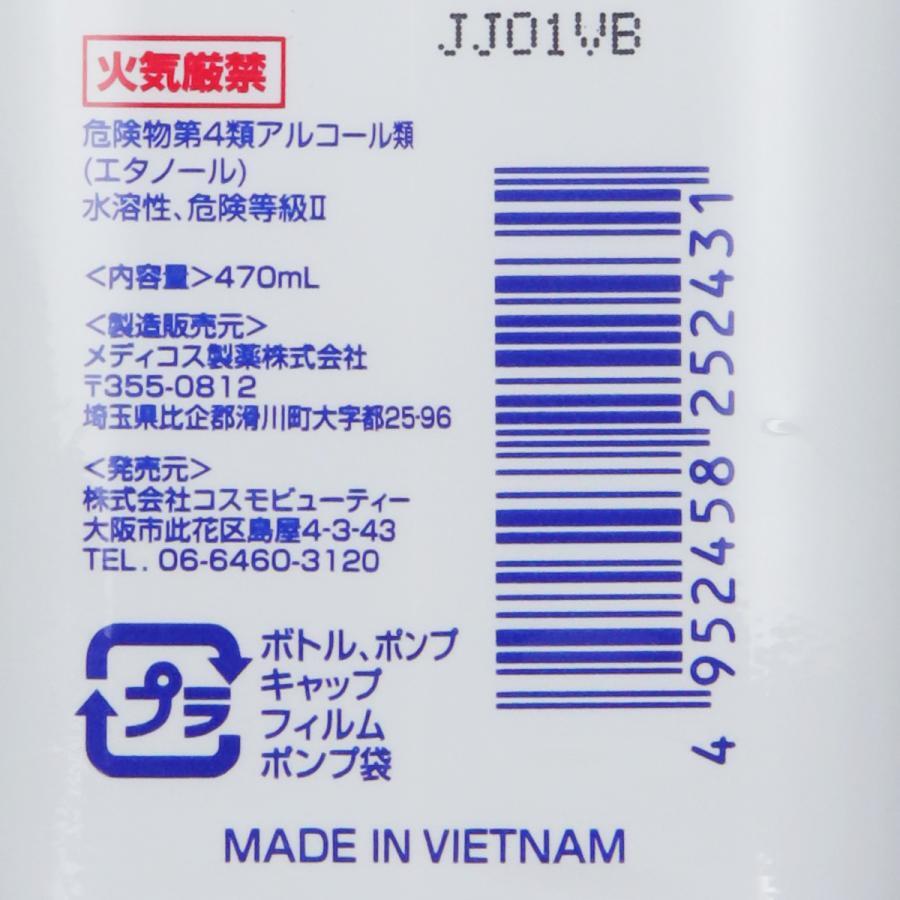 JJ01VB
火気厳禁
危険物第4類アルコール類
(エタノール)
水溶性、危険等級Ⅱ
<内容量>470mL
<製造販売元>
メディコス製薬株式会社
〒355-0812
埼玉県比企郡滑川町大字都25-96
<発売元>
株式会社コスモビューティー
大阪市此花区島屋4-3-43
TEL. 06-6460-3120
プラ
ボトル、ポンプ
キャップ
フィルム
ポンプ袋
4 952458 252431
MADE IN VIETNAM